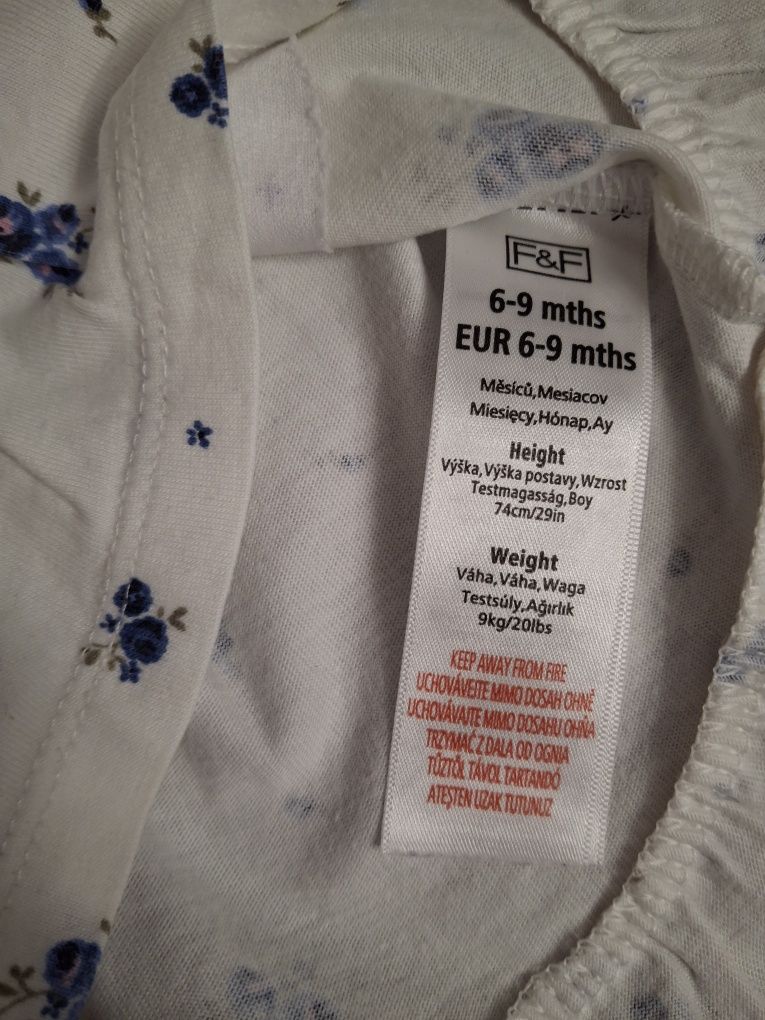 F&F
6-9 mths
EUR 6-9 mths
Měsíců,Mesiacov
Miesięcy,Hónap,Ay
Height
Výška,Výška postavy,Wzrost
Testmagasság,Boy
74cm/29in
Weight
Váha,Váha,Waga
Testsúly,Ağırlık
9kg/20lbs
KEEP AWAY FROM FIRE
UCHOVÁVEJTE MIMO DOSAH OHNĚ
UCHOVÁVAJTE MIMO DOSAHU OHŇA
TRZYMAĆ Z DALA OD OGNIA
TŰZTŐL TÁVOL TARTANDÓ
ATEŞTEN UZAK TUTUNUZ